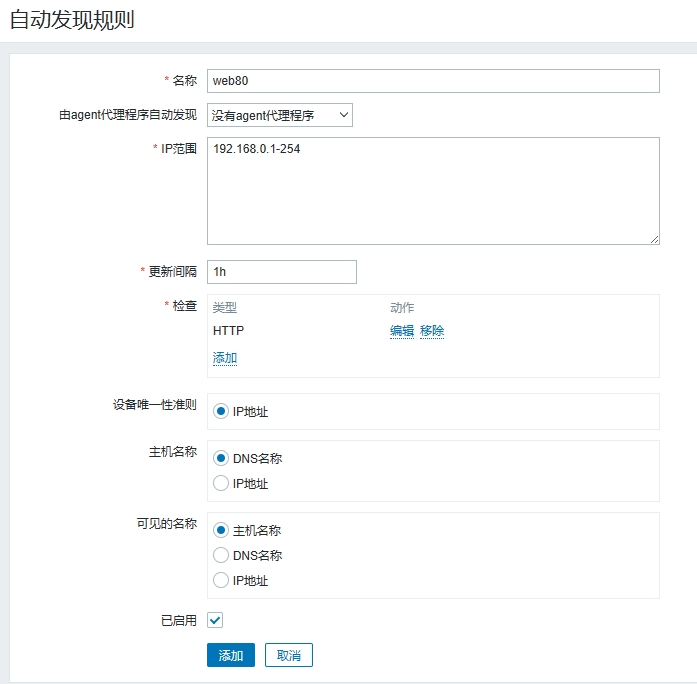 自动发现规则
* 名称 web80
由agent代理程序自动发现 没有agent代理程序
* IP范围 192.168.0.1-254
* 更新间隔 1h
* 检查 类型 动作
HTTP 编辑 移除
添加
设备唯一性准则 IP地址
主机名称 DNS名称
IP地址
可见的名称 主机名称
DNS名称
IP地址
已启用
添加 取消